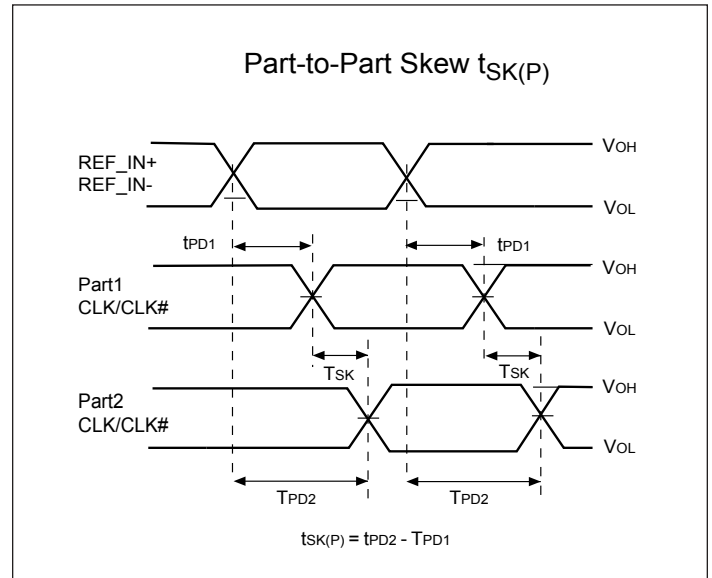 Part-to-Part Skew tSK(P)
REF_IN+
REF_IN-
VOH
VOL
tPD1
tPD1
Part1
CLK/CLK#
VOH
VOL
TSK
TSK
Part2
CLK/CLK#
VOH
VOL
TPD2
TPD2
tSK(P) = tPD2 - TPD1